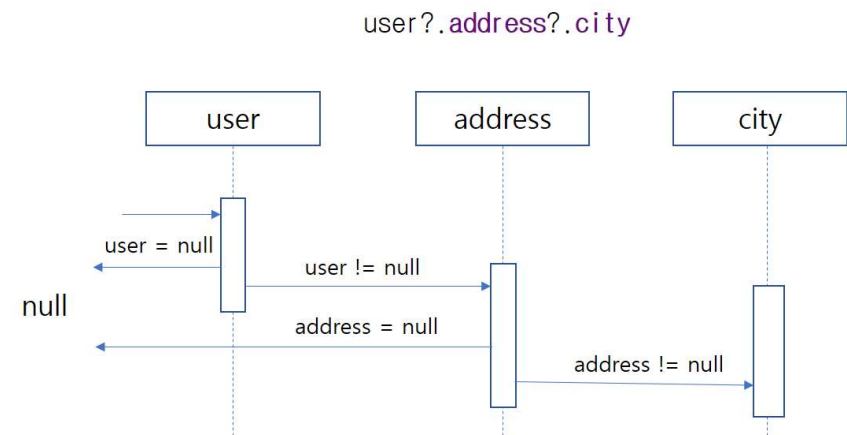 user?.address?.city
user address city
user = null
user != null
null
address = null
address != null